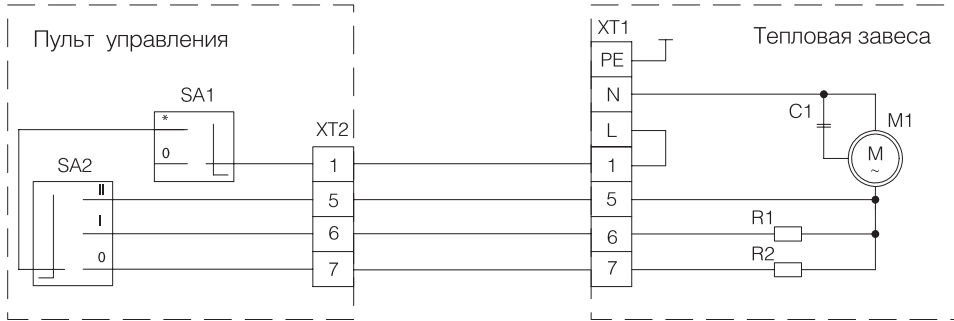 Пульт управления
XT1
Тепловая завеса
PE
N
SA1
C1
M1
*
XT2
L
M
~
0
1
1
SA2
II
5
5
I
R1
6
6
0
R2
7
7